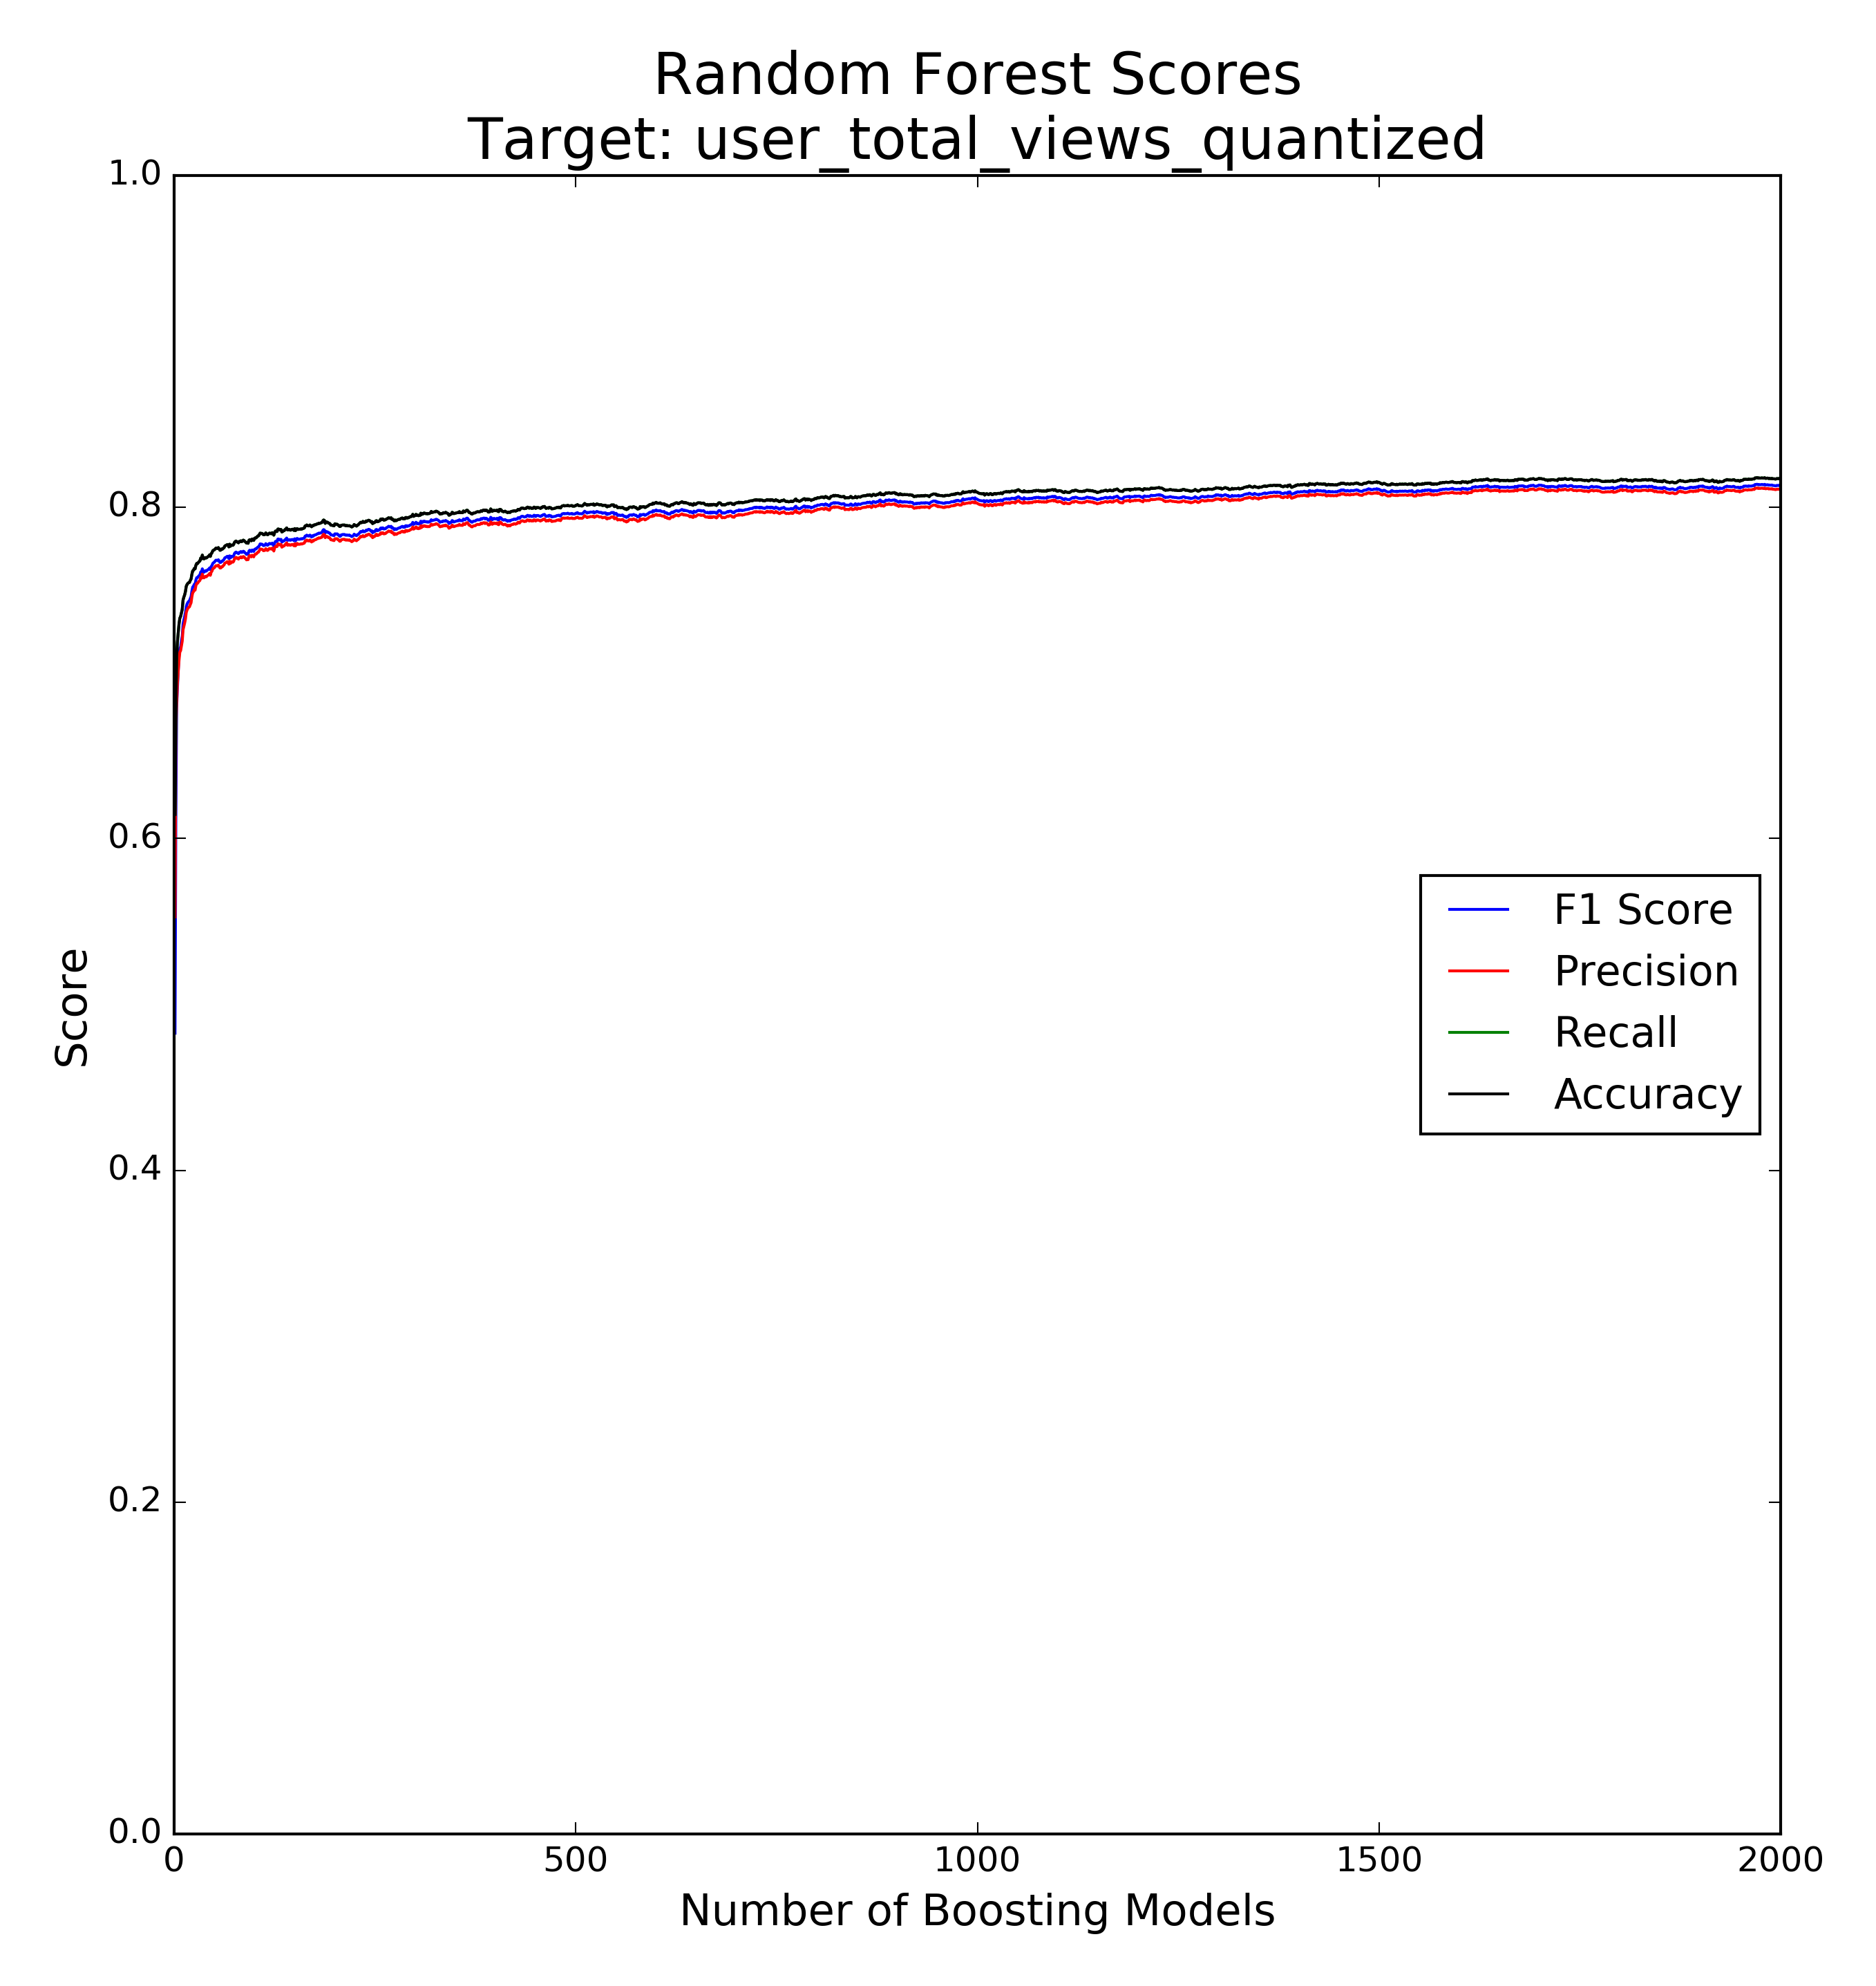 Random Forest Scores
Target: user_total_views_quantized
1.0
0.8
0.6
0.4
0.2
0.0
Score
F1 Score
Precision
Recall
Accuracy
0 500 1000 1500 2000
Number of Boosting Models